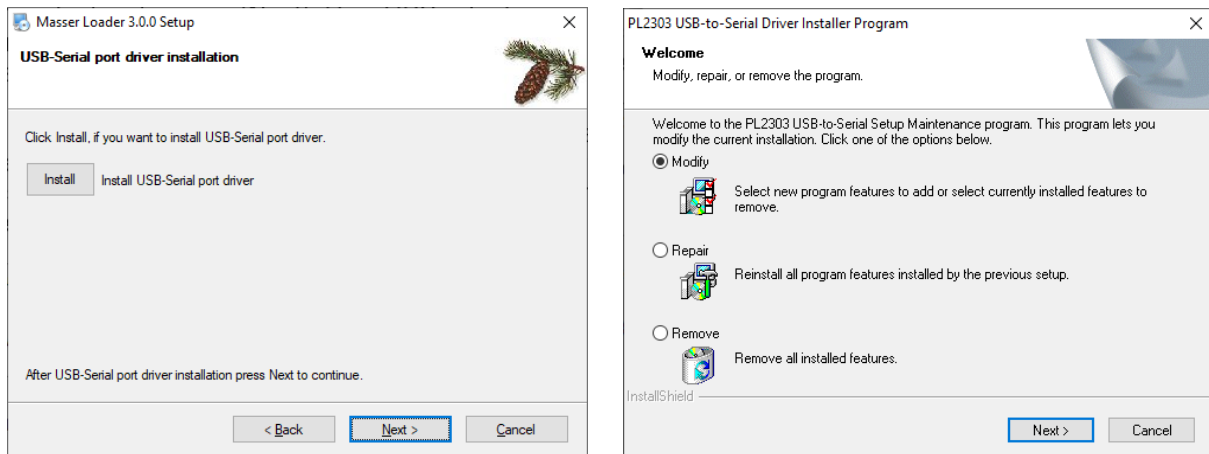 Masser Loader 3.0.0 Setup
USB-Serial port driver installation
Click Install, if you want to install USB-Serial port driver.
Install
Install USB-Serial port driver
After USB-Serial port driver installation press Next to continue.
< Back
Next >
Cancel
PL2303 USB-to-Serial Driver Installer Program
Welcome
Modify, repair, or remove the program.
Welcome to the PL2303 USB-to-Serial Setup Maintenance program. This program lets you
modify the current installation. Click one of the options below.
Modify
Select new program features to add or select currently installed features to
remove.
Repair
Reinstall all program features installed by the previous setup.
Remove
Remove all installed features.
InstallShield
Next >
Cancel